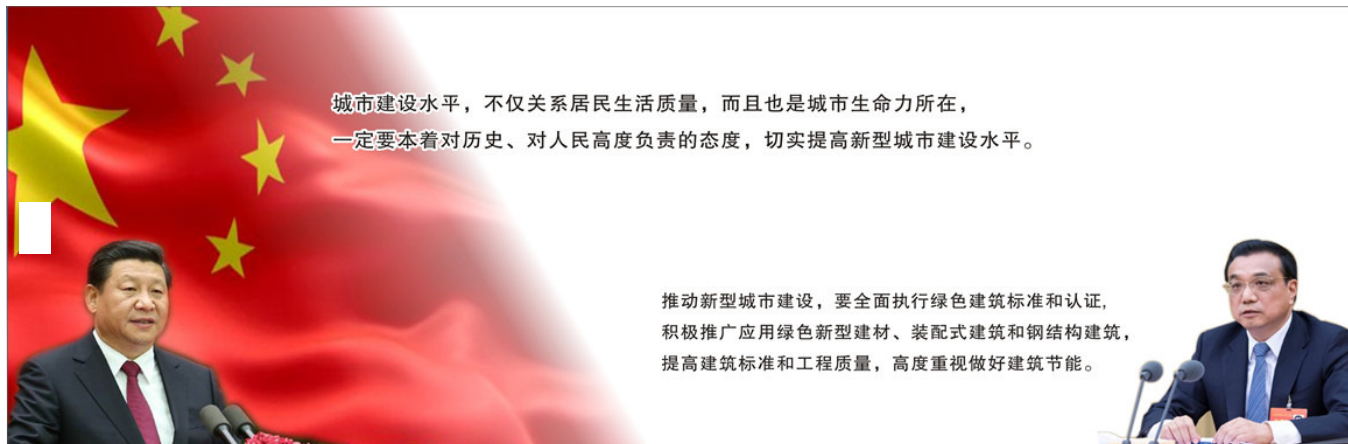 城市建设水平，不仅关系居民生活质量，而且也是城市生命力所在，
一定要本着对历史、对人民高度负责的态度，切实提高新型城市建设水平。
推动新型城市建设，要全面执行绿色建筑标准和认证，
积极推广应用绿色新型建材、装配式建筑和钢结构建筑，
提高建筑标准和工程质量，高度重视做好建筑节能。